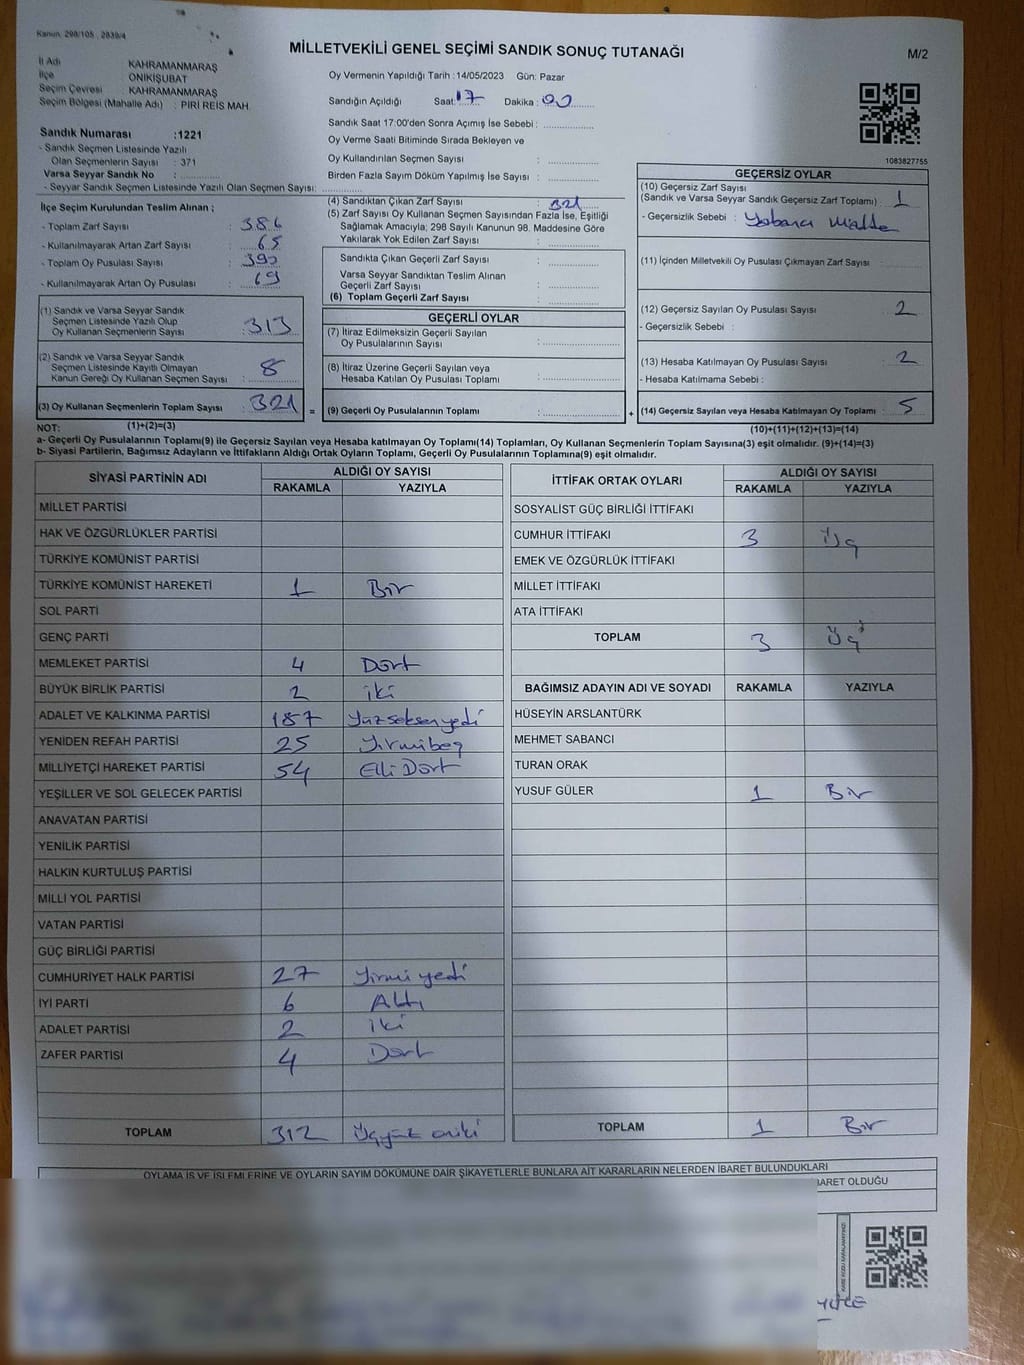 Kanun: 298/105 , 2839/4
MİLLETVEKİLİ GENEL SEÇİMİ SANDIK SONUÇ TUTANAĞI
M/2
İl Adı KAHRAMANMARAŞ
İlçe ONİKİŞUBAT
Seçim Çevresi KAHRAMANMARAŞ
Seçim Bölgesi (Mahalle Adı) : PIRI REIS MAH.
Sandık Numarası :1221
- Sandık Seçmen Listesinde Yazılı
Olan Seçmenlerin Sayısı : 371
Varsa Seyyar Sandık No :
- Seyyar Sandık Seçmen Listesinde Yazılı Olan Seçmen Sayısı:
Oy Vermenin Yapıldığı Tarih :14/05/2023 Gün: Pazar
Sandığın Açıldığı Saat: 17 Dakika : 00
Sandık Saat 17:00'den Sonra Açımış İse Sebebi :
Oy Verme Saati Bitiminde Sırada Bekleyen ve
Oy Kullandırılan Seçmen Sayısı :
Birden Fazla Sayım Döküm Yapılmış İse Sayısı :
1083827755
İlçe Seçim Kurulundan Teslim Alınan ;
- Toplam Zarf Sayısı : 386
- Kullanılmayarak Artan Zarf Sayısı : 65
- Toplam Oy Pusulası Sayısı : 390
- Kullanılmayarak Artan Oy Pusulası : 69
(1) Sandık ve Varsa Seyyar Sandık
Seçmen Listesinde Yazılı Olup
Oy Kullanan Seçmenlerin Sayısı : 313
(2) Sandık ve Varsa Seyyar Sandık
Seçmen Listesinde Kayıtlı Olmayan
Kanun Gereği Oy Kullanan Seçmen Sayısı : 8
(3) Oy Kullanan Seçmenlerin Toplam Sayısı : 321 =
(1)+(2)=(3)
(4) Sandıktan Çıkan Zarf Sayısı : 321
(5) Zarf Sayısı Oy Kullanan Seçmen Sayısından Fazla İse, Eşitliği
Sağlamak Amacıyla; 298 Sayılı Kanunun 98. Maddesine Göre
Yakılarak Yok Edilen Zarf Sayısı :
Sandıkta Çıkan Geçerli Zarf Sayısı :
Varsa Seyyar Sandıktan Teslim Alınan
Geçerli Zarf Sayısı :
(6) Toplam Geçerli Zarf Sayısı :
GEÇERLİ OYLAR
(7) İtiraz Edilmeksizin Geçerli Sayılan
Oy Pusulalarının Sayısı :
(8) İtiraz Üzerine Geçerli Sayılan veya
Hesaba Katılan Oy Pusulası Toplamı :
(9) Geçerli Oy Pusulalarının Toplamı : +
GEÇERSİZ OYLAR
(10) Geçersiz Zarf Sayısı
(Sandık ve Varsa Seyyar Sandık Geçersiz Zarf Toplamı) : 1
- Geçersizlik Sebebi : Yabancı Madde
(11) İçinden Milletvekili Oy Pusulası Çıkmayan Zarf Sayısı :
(12) Geçersiz Sayılan Oy Pusulası Sayısı : 2
- Geçersizlik Sebebi :
(13) Hesaba Katılmayan Oy Pusulası Sayısı : 2
- Hesaba Katılmama Sebebi :
(14) Geçersiz Sayılan veya Hesaba Katılmayan Oy Toplamı : 5
(10)+(11)+(12)+(13)=(14)
NOT:
a- Geçerli Oy Pusulalarının Toplamı(9) ile Geçersiz Sayılan veya Hesaba katılmayan Oy Toplamı(14) Toplamları, Oy Kullanan Seçmenlerin Toplam Sayısına(3) eşit olmalıdır. (9)+(14)=(3)
b- Siyasi Partilerin, Bağımsız Adayların ve İttifakların Aldığı Ortak Oyların Toplamı, Geçerli Oy Pusulalarının Toplamına(9) eşit olmalıdır.
SİYASİ PARTİNİN ADI ALDIĞI OY SAYISI
RAKAMLA YAZIYLA
MİLLET PARTİSİ
HAK VE ÖZGÜRLÜKLER PARTİSİ
TÜRKİYE KOMÜNİST PARTİSİ
TÜRKİYE KOMÜNİST HAREKETİ 1 Bir
SOL PARTİ
GENÇ PARTİ
MEMLEKET PARTİSİ 4 Dört
BÜYÜK BİRLİK PARTİSİ 2 iki
ADALET VE KALKINMA PARTİSİ 187 Yüzseksenyedi
YENİDEN REFAH PARTİSİ 25 Yirmibeş
MİLLİYETÇİ HAREKET PARTİSİ 54 Elli Dört
YEŞİLLER VE SOL GELECEK PARTİSİ
ANAVATAN PARTİSİ
YENİLİK PARTİSİ
HALKIN KURTULUŞ PARTİSİ
MİLLİ YOL PARTİSİ
VATAN PARTİSİ
GÜÇ BİRLİĞİ PARTİSİ
CUMHURİYET HALK PARTİSİ 27 Yirmi yedi
İYİ PARTİ 6 Altı
ADALET PARTİSİ 2 iki
ZAFER PARTİSİ 4 Dört
TOPLAM 312 Üçyüz oniki
İTTİFAK ORTAK OYLARI ALDIĞI OY SAYISI
RAKAMLA YAZIYLA
SOSYALİST GÜÇ BİRLİĞİ İTTİFAKI
CUMHUR İTTİFAKI 3 Üç
EMEK VE ÖZGÜRLÜK İTTİFAKI
MİLLET İTTİFAKI
ATA İTTİFAKI
TOPLAM 3 Üç
BAĞIMSIZ ADAYIN ADI VE SOYADI RAKAMLA YAZIYLA
HÜSEYİN ARSLANTÜRK
MEHMET SABANCI
TURAN ORAK
YUSUF GÜLER 1 Bir
TOPLAM 1 Bir
OYLAMA İŞ VE İŞLEMLERİNE VE OYLARIN SAYIM DÖKÜMÜNE DAİR ŞİKAYETLERLE BUNLARA AİT KARARLARIN NELERDEN İBARET BULUNDUKLARI
İBARET OLDUĞU